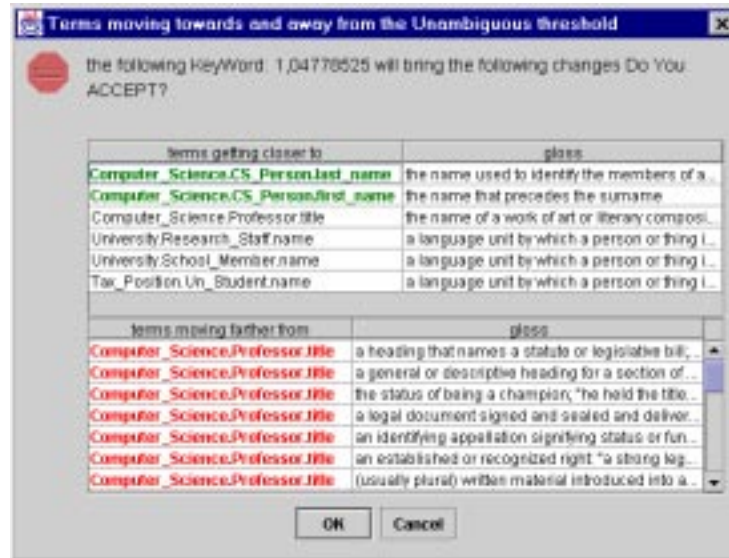 Terms moving towards and away from the Unambiguous threshold
the following KeyWord: 1,04778525 will bring the following changes Do You
ACCEPT?
terms getting closer to gloss
Computer_Science.CS_Person.last_name the name used to identify the members of a...
Computer_Science.CS_Person.first_name the name that precedes the surname
Computer_Science.Professor.title the name of a work of art or literary composi...
University.Research_Staff.name a language unit by which a person or thing i...
University.School_Member.name a language unit by which a person or thing i...
Tax_Position.Un_Student.name a language unit by which a person or thing i...
terms moving farther from gloss
Computer_Science.Professor.title a heading that names a statute or legislative bill;...
Computer_Science.Professor.title a general or descriptive heading for a section of...
Computer_Science.Professor.title the status of being a champion; "he held the title...
Computer_Science.Professor.title a legal document signed and sealed and deliver...
Computer_Science.Professor.title an identifying appellation signifying status or fun...
Computer_Science.Professor.title an established or recognized right: "a strong leg...
Computer_Science.Professor.title (usually plural) written material introduced into a...
OK Cancel